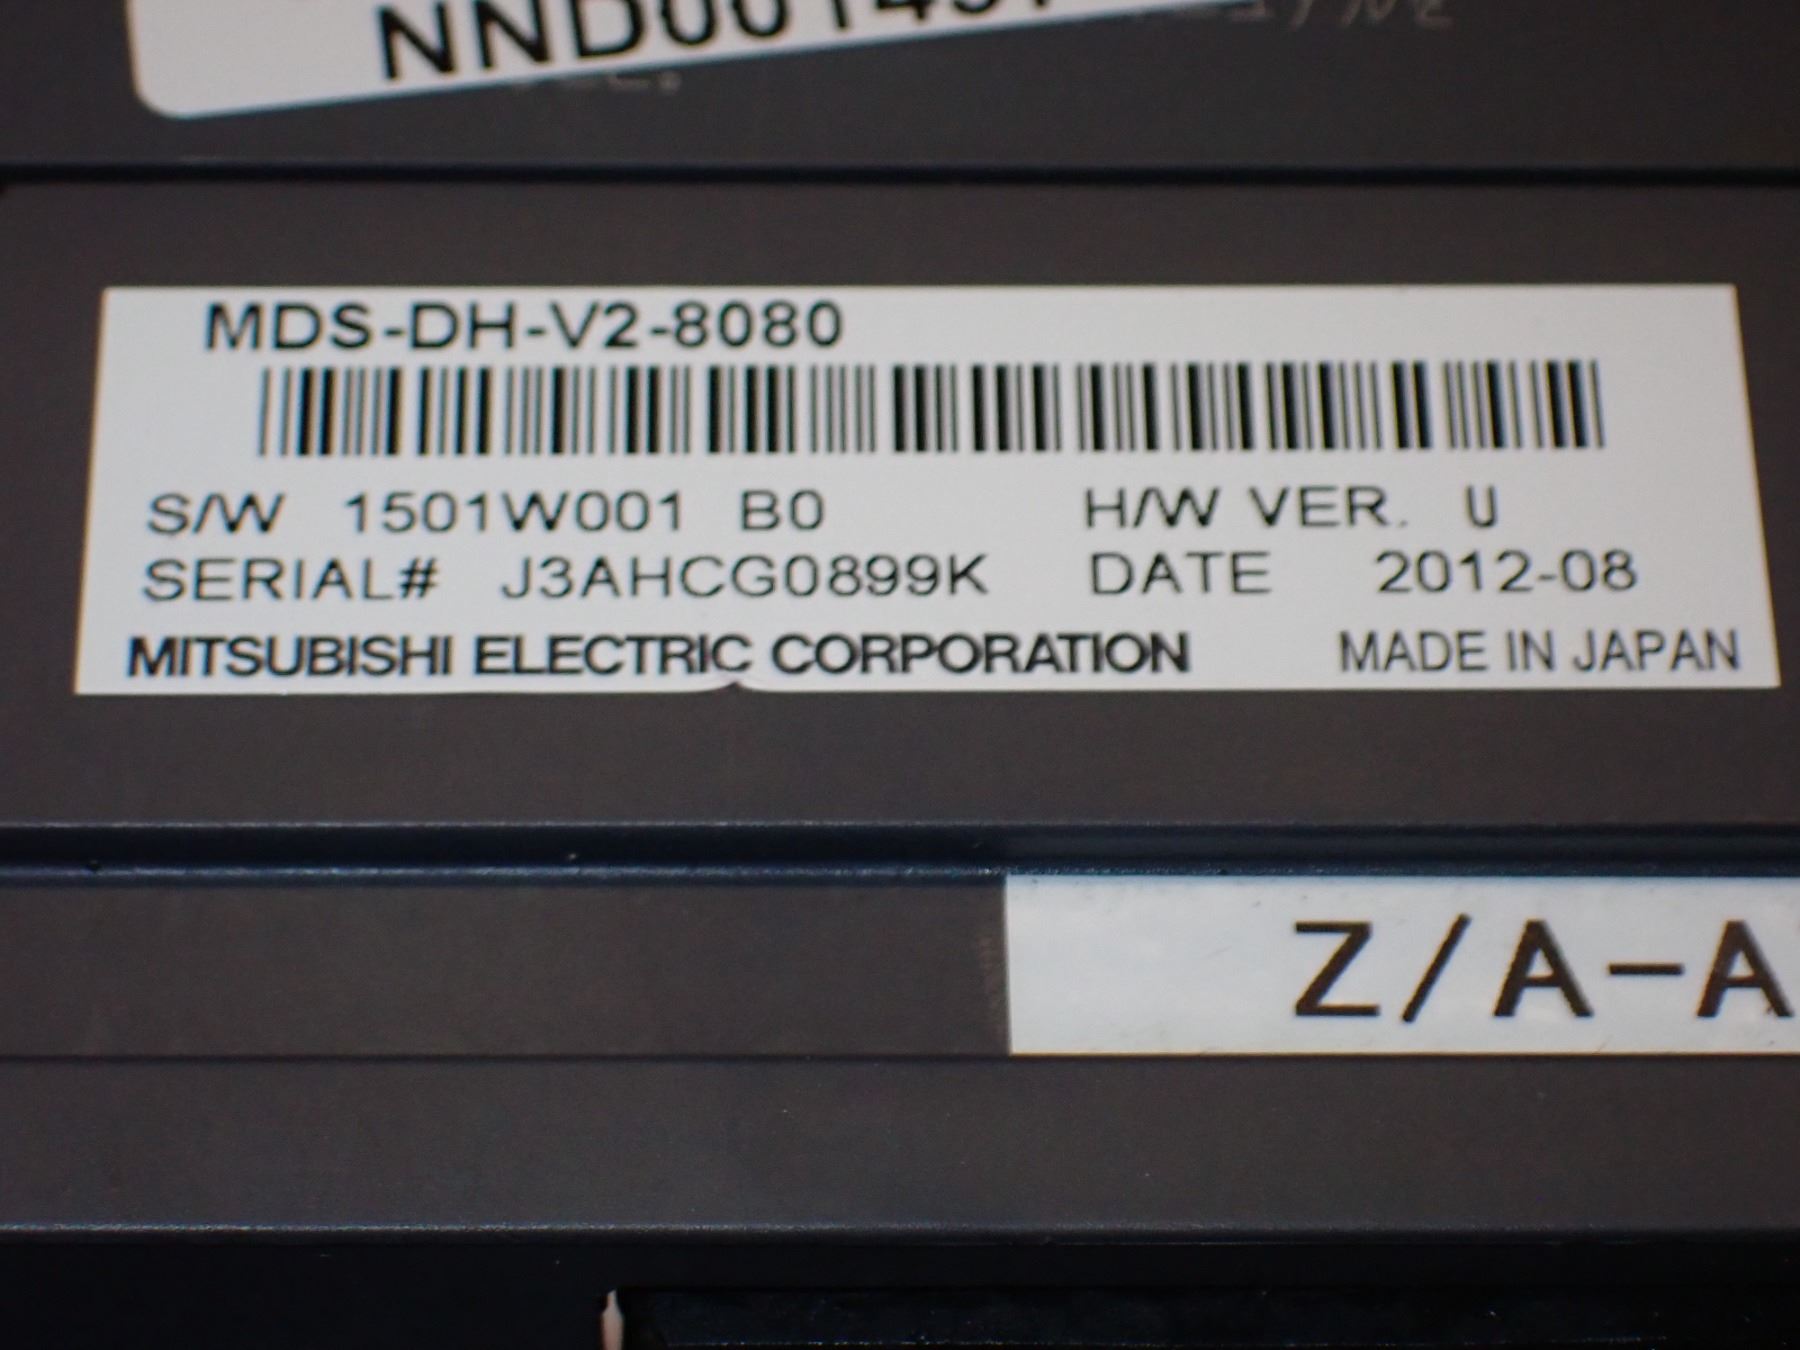 MDS-DH-V2-8080
S/W 1501W001 B0 H/W VER. U
SERIAL# J3AHCG0899K DATE 2012-08
MITSUBISHI ELECTRIC CORPORATION MADE IN JAPAN
Z/A-A